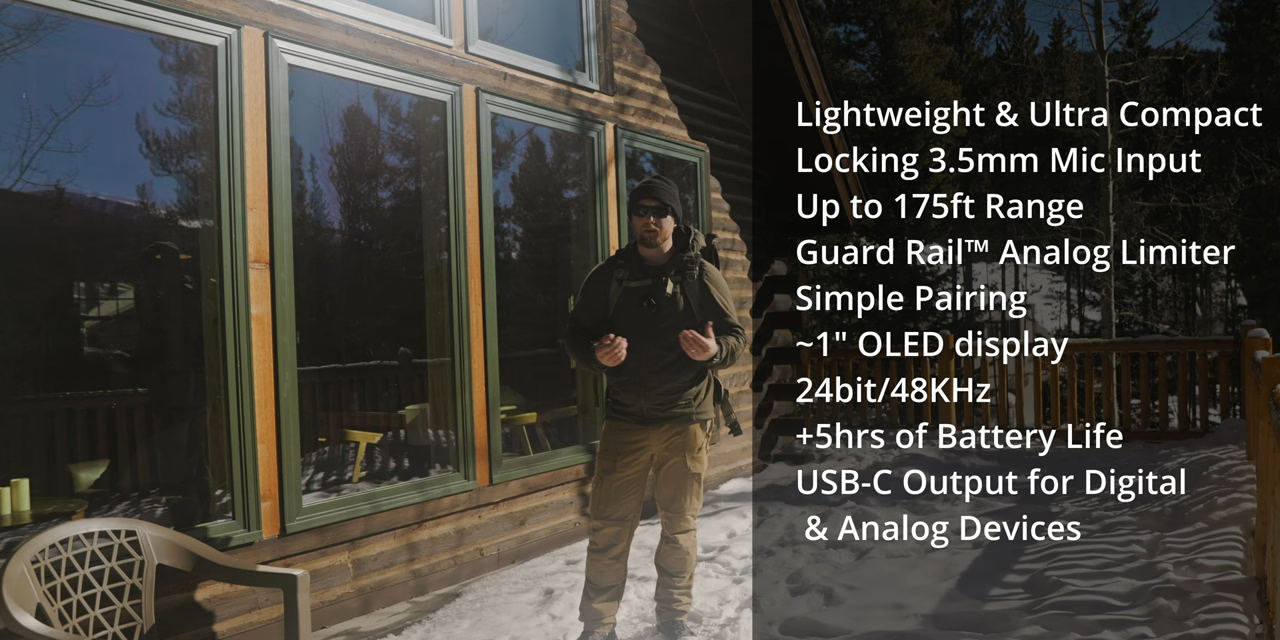 Lightweight & Ultra Compact
Locking 3.5mm Mic Input
Up to 175ft Range
Guard Rail™ Analog Limiter
Simple Pairing
~1" OLED display
24bit/48KHz
+5hrs of Battery Life
USB-C Output for Digital
& Analog Devices